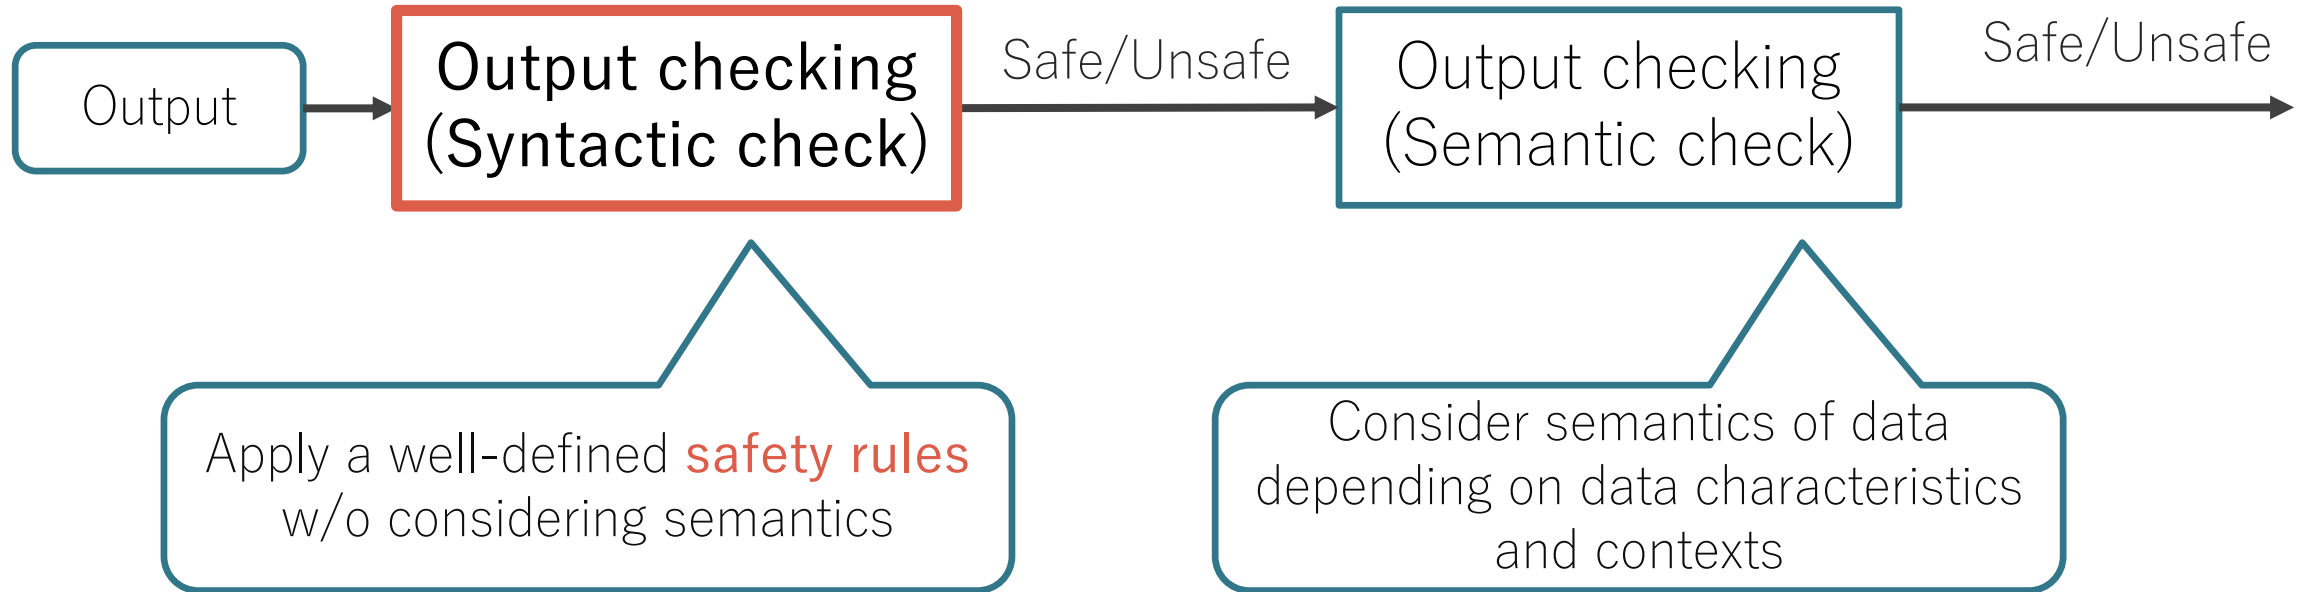 Output
Output checking
(Syntactic check)
Safe/Unsafe
Output checking
(Semantic check)
Safe/Unsafe
Apply a well-defined safety rules
w/o considering semantics
Consider semantics of data
depending on data characteristics
and contexts